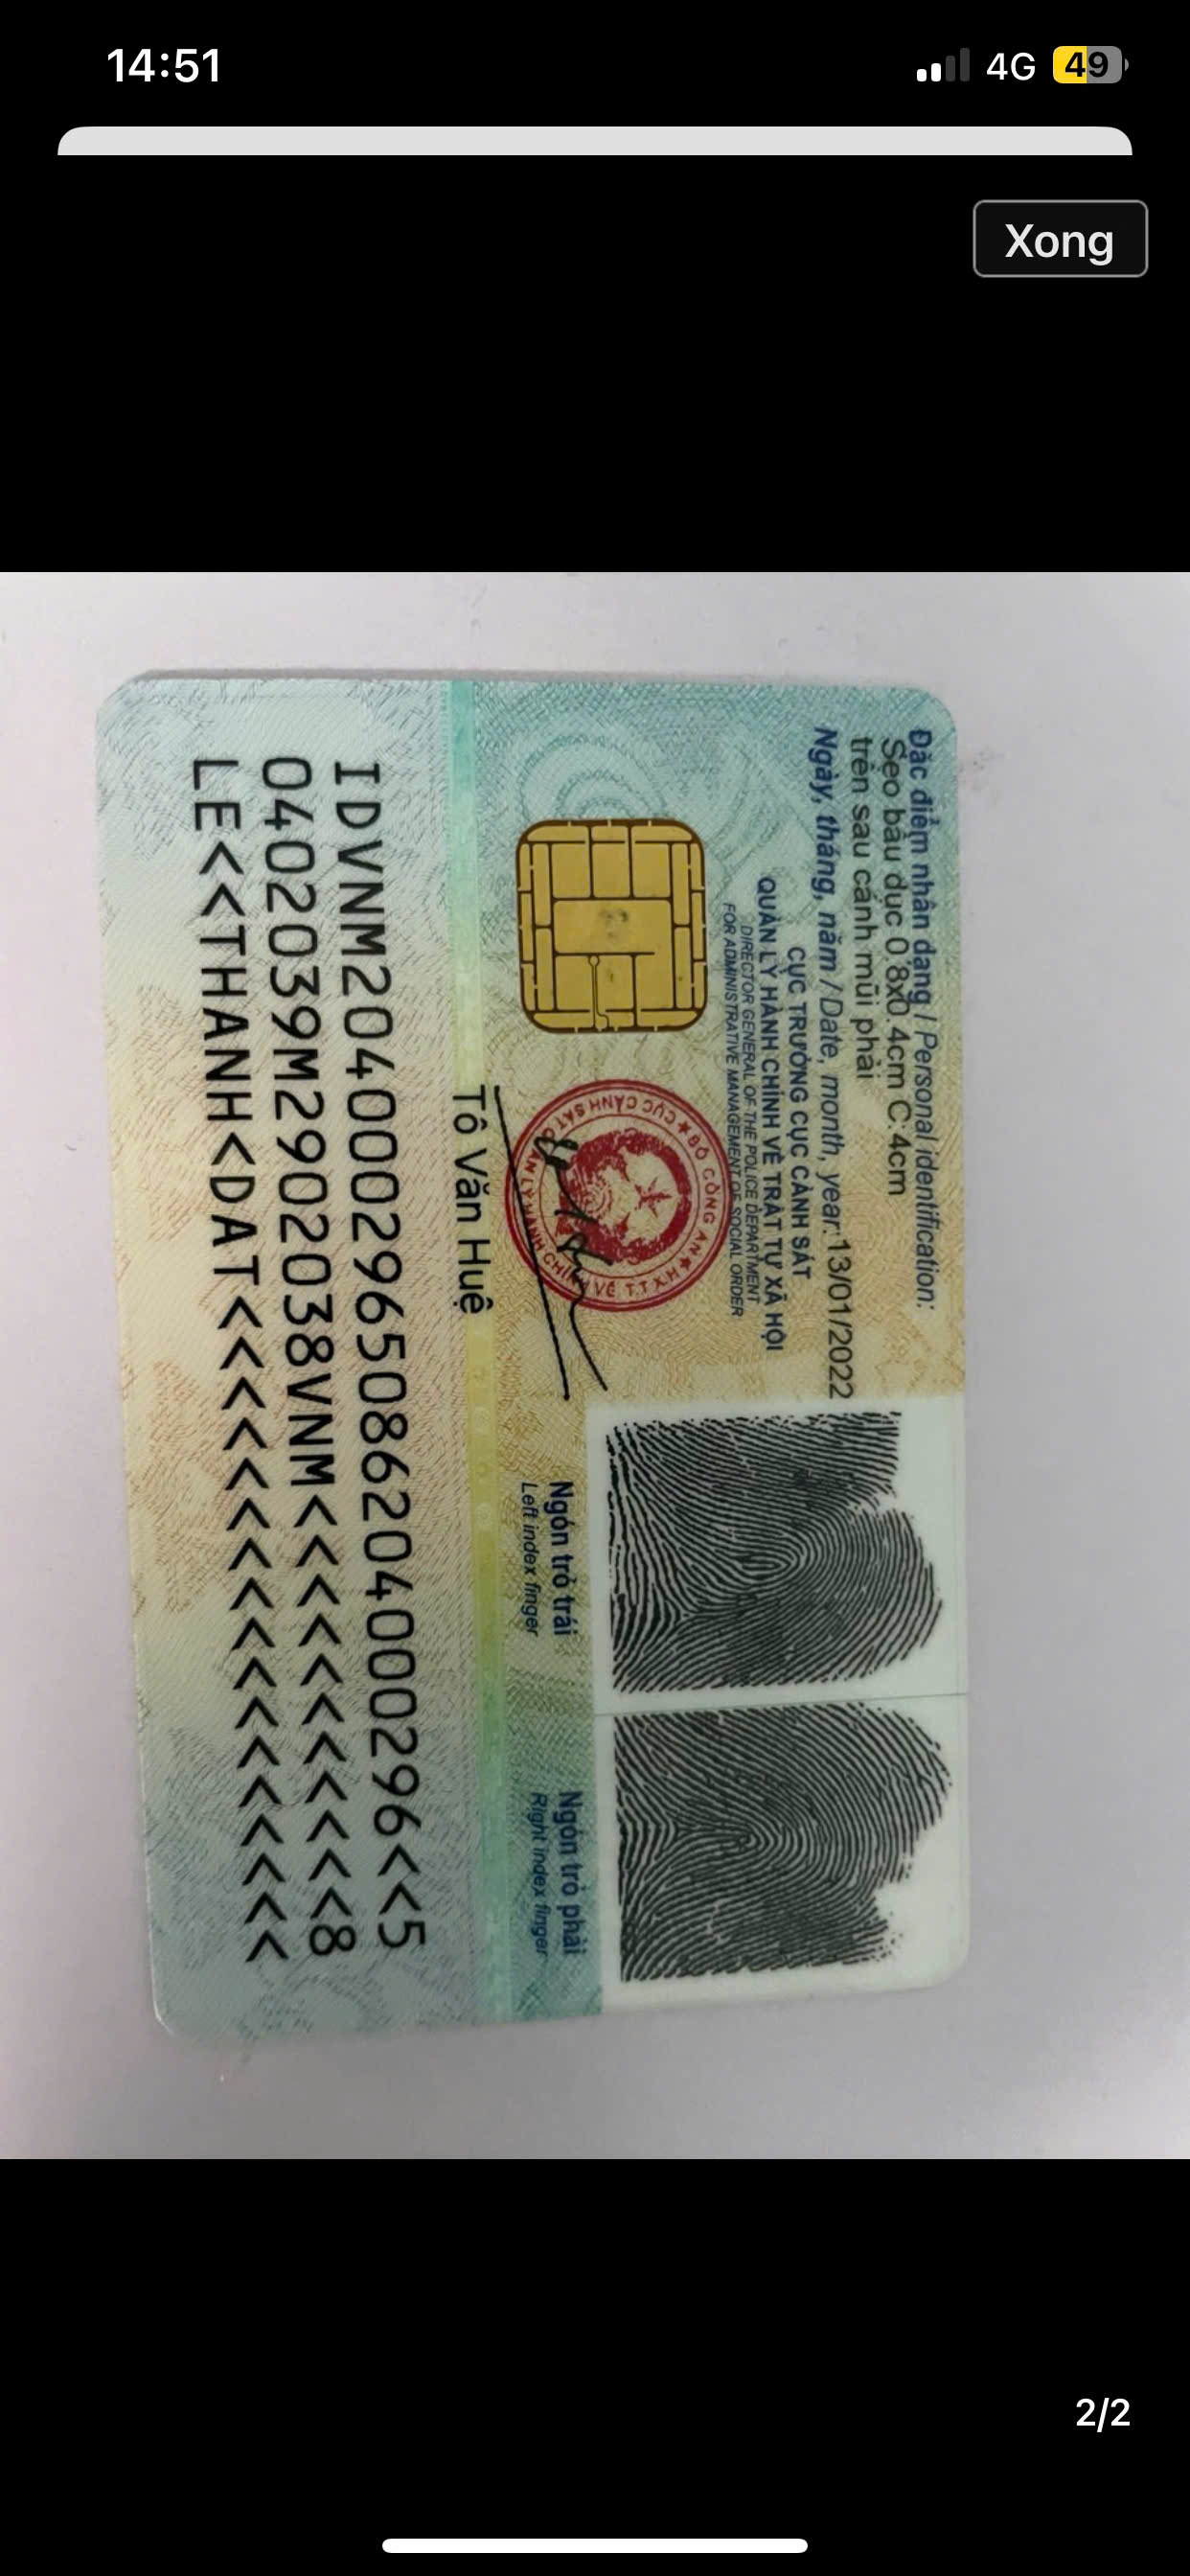 14:51
4G
49
Xong
Đặc điểm nhân dạng / Personal identification:
Sẹo bầu dục 0.8x0.4cm C:4cm
trên sau cánh mũi phải
Ngày, tháng, năm / Date, month, year: 13/01/2022
CỤC TRƯỞNG CỤC CẢNH SÁT
QUẢN LÝ HÀNH CHÍNH VỀ TRẬT TỰ XÃ HỘI
DIRECTOR GENERAL OF THE POLICE DEPARTMENT
FOR ADMINISTRATIVE MANAGEMENT OF SOCIAL ORDER
BỘ CÔNG AN
CỤC CẢNH SÁT QUẢN LÝ HÀNH CHÍNH VỀ T.T.X.H
Tô Văn Huệ
Ngón trỏ trái
Left index finger
Ngón trỏ phải
Right index finger
IDVNM2040002965086204000296<<5
0402039M2902038VNM<<<<<<<<<<<8
LE<<THANH<DAT<<<<<<<<<<<<<<<<<
2/2